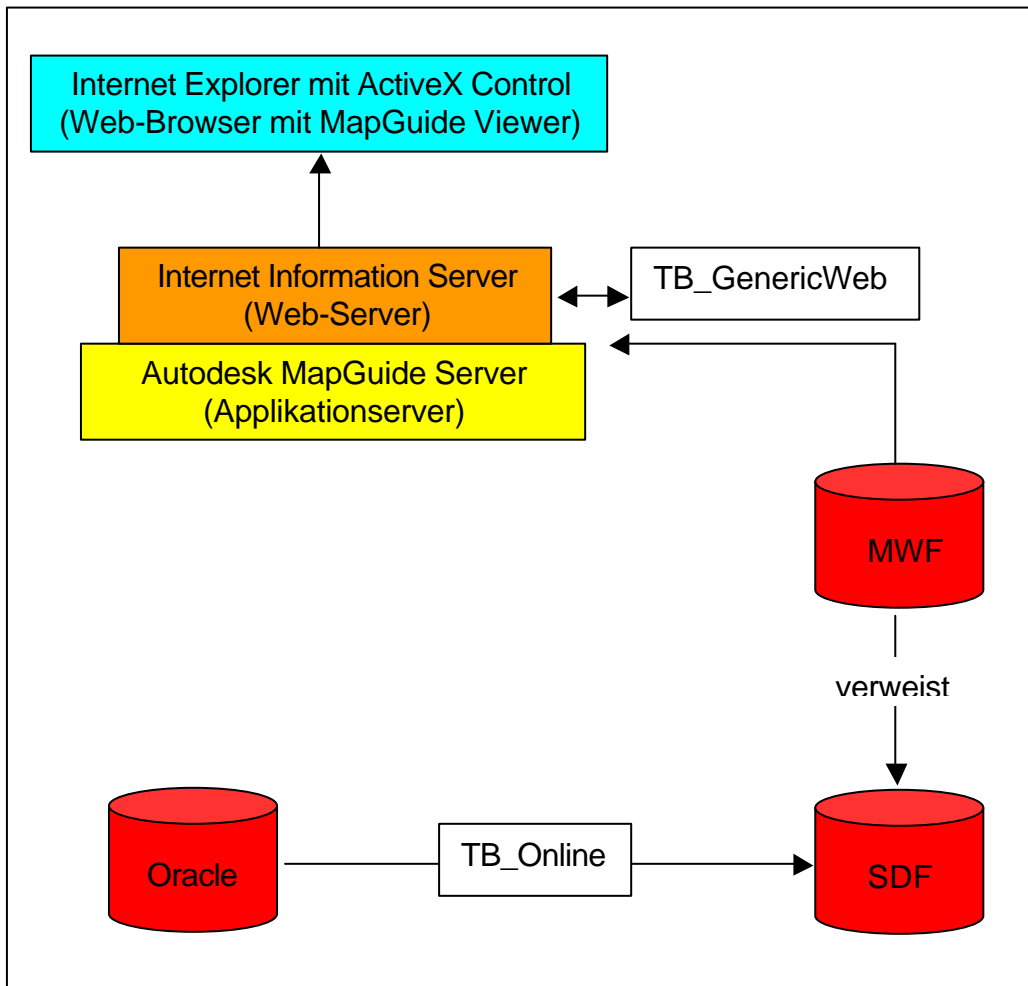 Internet Explorer mit ActiveX Control
(Web-Browser mit MapGuide Viewer)
Internet Information Server
(Web-Server)
TB_GenericWeb
Autodesk MapGuide Server
(Applikationserver)
MWF
verweist
Oracle
TB_Online
SDF